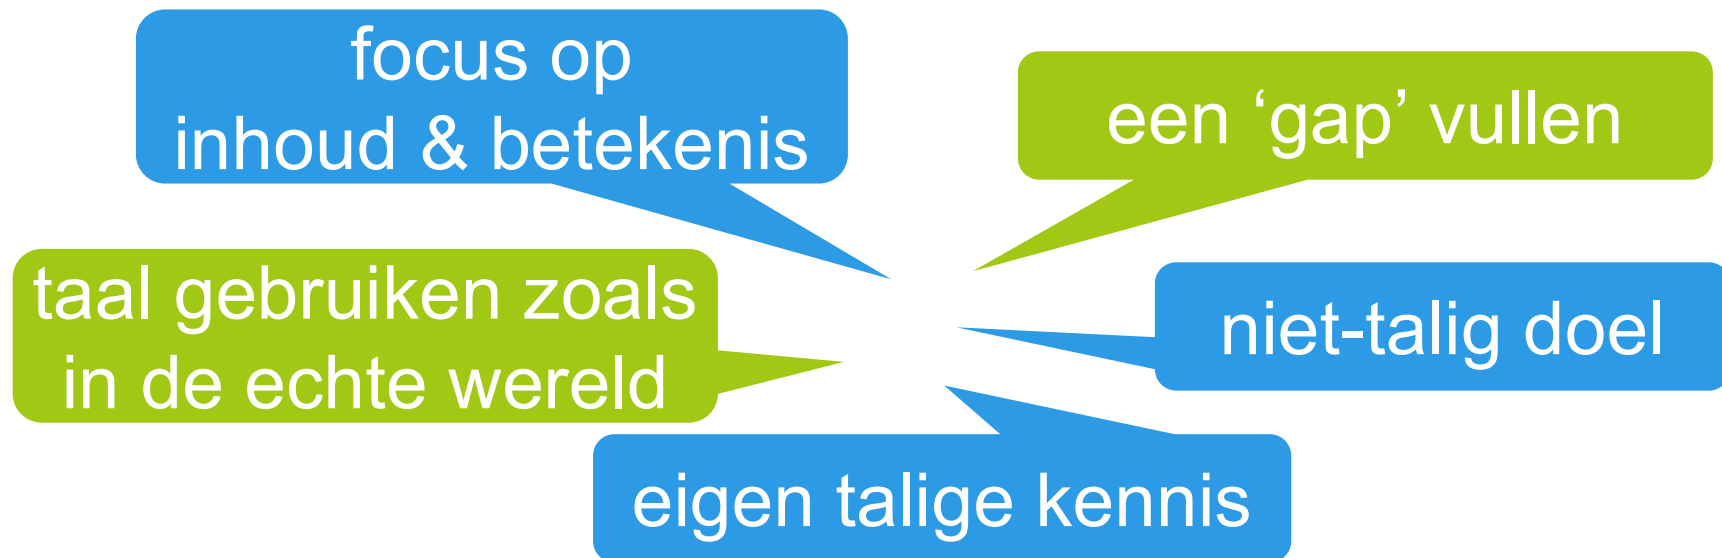 focus op
inhoud & betekenis
een ‘gap’ vullen
taal gebruiken zoals
in de echte wereld
niet-talig doel
eigen talige kennis